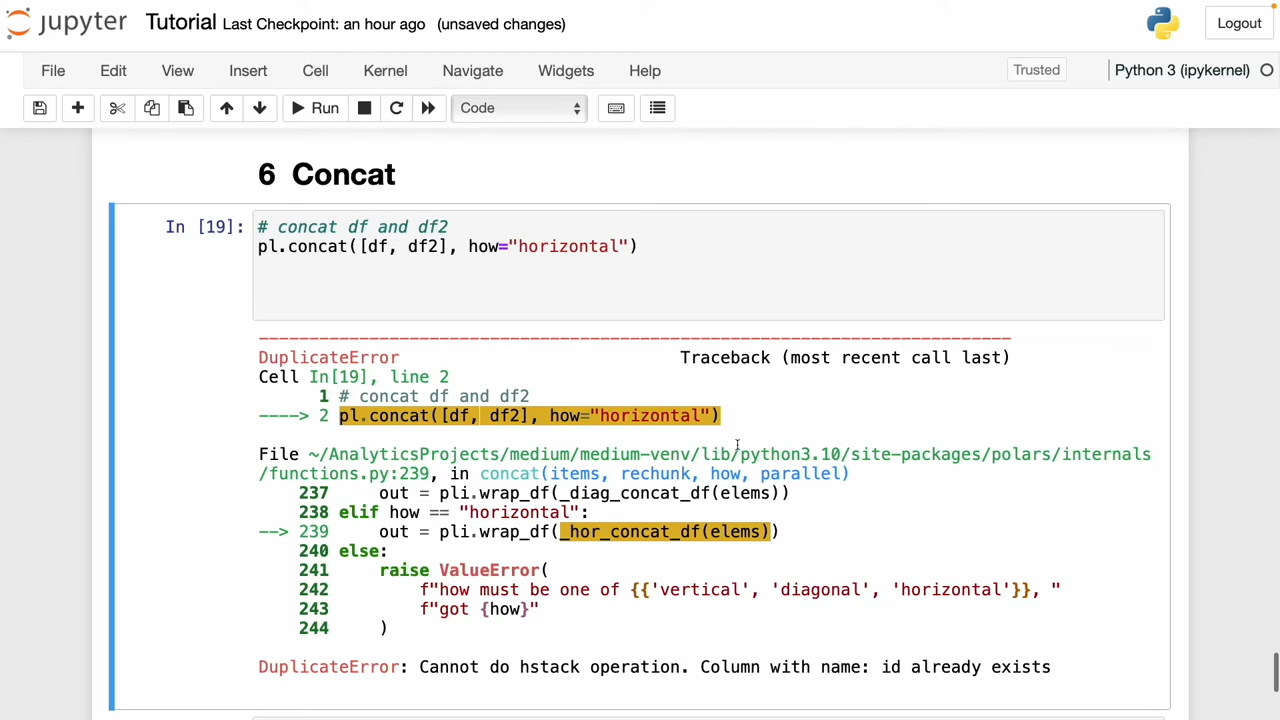 jupyter Tutorial Last Checkpoint: an hour ago (unsaved changes) Logout
File Edit View Insert Cell Kernel Navigate Widgets Help Trusted Python 3 (ipykernel)
Run Code
6 Concat
In [19]: # concat df and df2
pl.concat([df, df2], how="horizontal")
---------------------------------------------------------------------------
DuplicateError Traceback (most recent call last)
Cell In[19], line 2
1 # concat df and df2
----> 2 pl.concat([df, df2], how="horizontal")
File ~/AnalyticsProjects/medium/medium-venv/lib/python3.10/site-packages/polars/internals
/functions.py:239, in concat(items, rechunk, how, parallel)
237 out = pli.wrap_df(_diag_concat_df(elems))
238 elif how == "horizontal":
--> 239 out = pli.wrap_df(_hor_concat_df(elems))
240 else:
241 raise ValueError(
242 f"how must be one of {{'vertical', 'diagonal', 'horizontal'}}, "
243 f"got {how}"
244 )
DuplicateError: Cannot do hstack operation. Column with name: id already exists